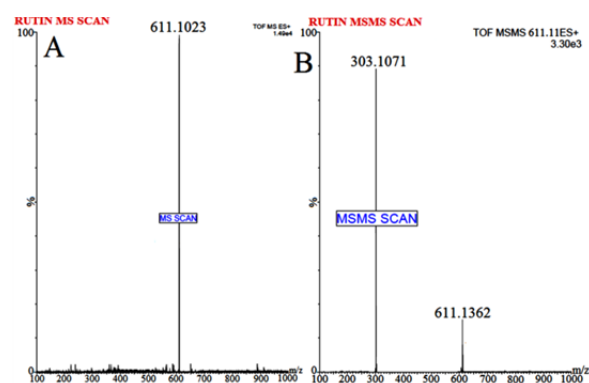 RUTIN MS SCAN
611.1023
TOF MS ES+
1.49e4
100
A
%
MS SCAN
m/z
100 200 300 400 500 600 700 800 900 1000
RUTIN MSMS SCAN
TOF MSMS 611.11ES+
3.30e3
100
B
303.1071
%
MSMS SCAN
611.1362
m/z
100 200 300 400 500 600 700 800 900 1000